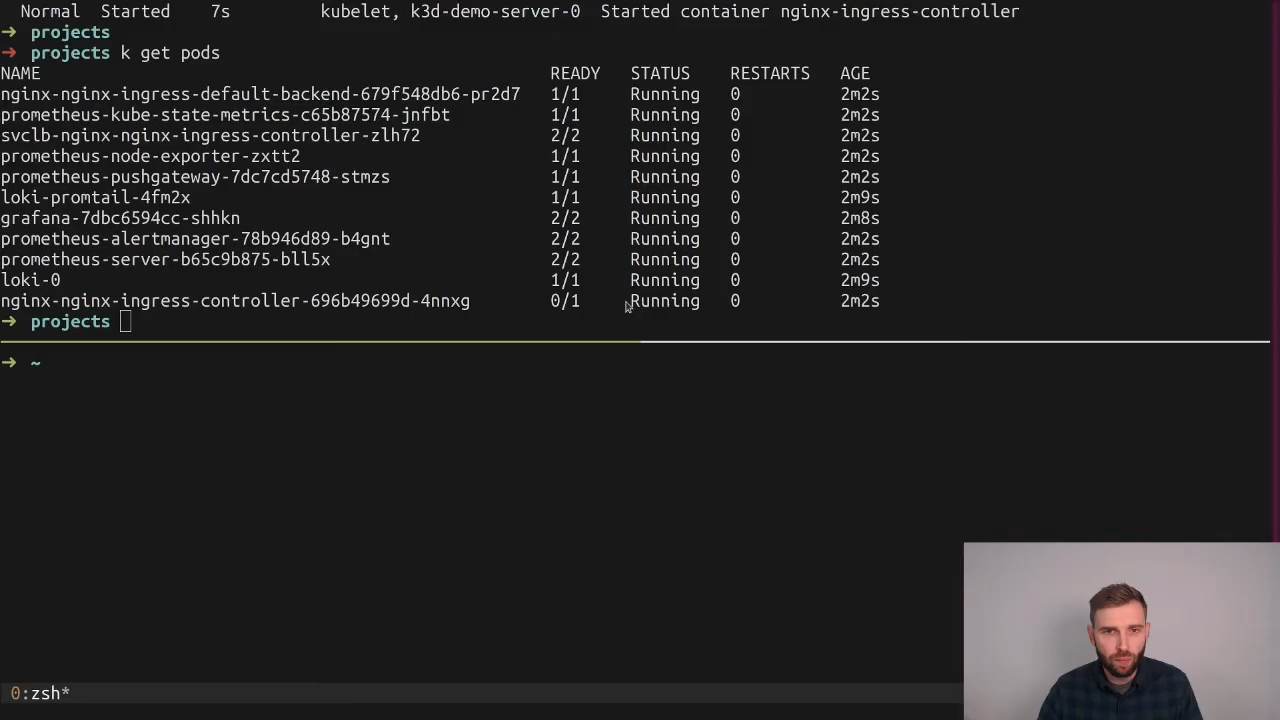 Normal Started 7s kubelet, k3d-demo-server-0 Started container nginx-ingress-controller
→ projects
→ projects k get pods
NAME READY STATUS RESTARTS AGE
nginx-nginx-ingress-default-backend-679f548db6-pr2d7 1/1 Running 0 2m2s
prometheus-kube-state-metrics-c65b87574-jnfbt 1/1 Running 0 2m2s
svclb-nginx-nginx-ingress-controller-zlh72 2/2 Running 0 2m2s
prometheus-node-exporter-zxtt2 1/1 Running 0 2m2s
prometheus-pushgateway-7dc7cd5748-stmzs 1/1 Running 0 2m2s
loki-promtail-4fm2x 1/1 Running 0 2m9s
grafana-7dbc6594cc-shhkn 2/2 Running 0 2m8s
prometheus-alertmanager-78b946d89-b4gnt 2/2 Running 0 2m2s
prometheus-server-b65c9b875-bll5x 2/2 Running 0 2m2s
loki-0 1/1 Running 0 2m9s
nginx-nginx-ingress-controller-696b49699d-4nnxg 0/1 Running 0 2m2s
→ projects
→ ~
0:zsh*